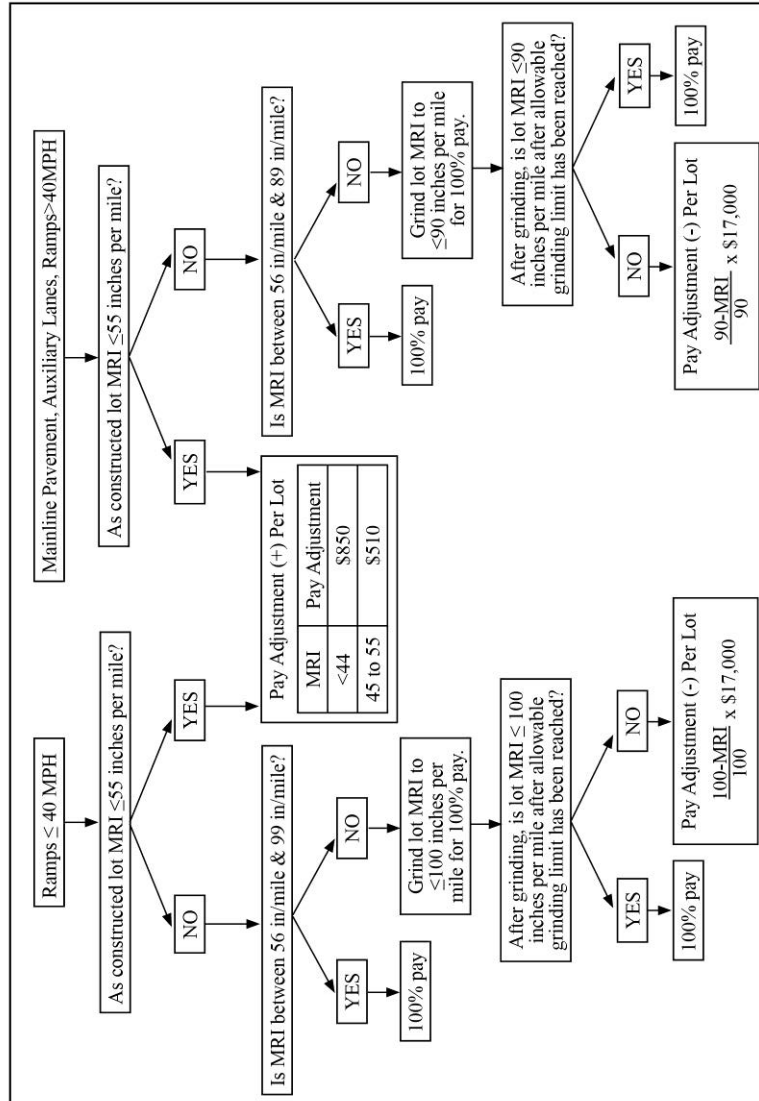 Ramps ≤ 40 MPH
As constructed lot MRI ≤55 inches per mile?
NO
YES
Is MRI between 56 in/mile & 99 in/mile?
YES
NO
100% pay
Grind lot MRI to
≤100 inches per
mile for 100% pay.
After grinding, is lot MRI ≤ 100
inches per mile after allowable
grinding limit has been reached?
YES
NO
100% pay
Pay Adjustment (-) Per Lot
100-MRI
100
x $17,000
Pay Adjustment (+) Per Lot
MRI Pay Adjustment
<44 $850
45 to 55 $510
Mainline Pavement, Auxiliary Lanes, Ramps>40MPH
As constructed lot MRI ≤55 inches per mile?
YES
NO
Is MRI between 56 in/mile & 89 in/mile?
YES
NO
100% pay
Grind lot MRI to
≤90 inches per mile
for 100% pay.
After grinding, is lot MRI ≤90
inches per mile after allowable
grinding limit has been reached?
NO
YES
Pay Adjustment (-) Per Lot
90-MRI
90
x $17,000
100% pay